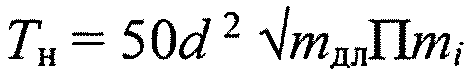 Tн = 50d² √mдлПmi